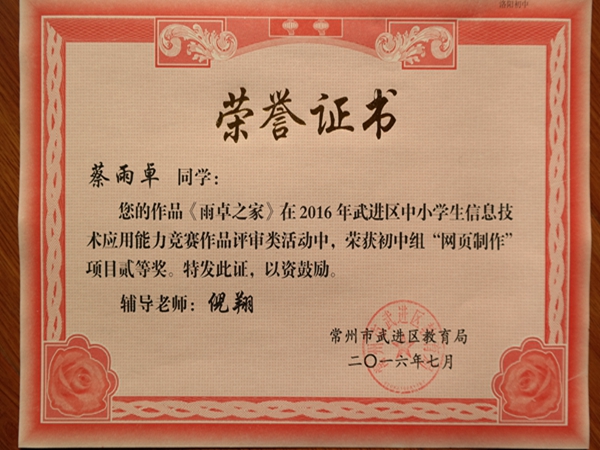 洛阳初中
荣誉证书
蔡雨卓 同学：
您的作品《雨卓之家》在2016年武进区中小学生信息技
术应用能力竞赛作品评审类活动中，荣获初中组“网页制作”
项目贰等奖。特发此证，以资鼓励。
辅导老师：倪翔
常州市武进区教育局
二〇一六年七月